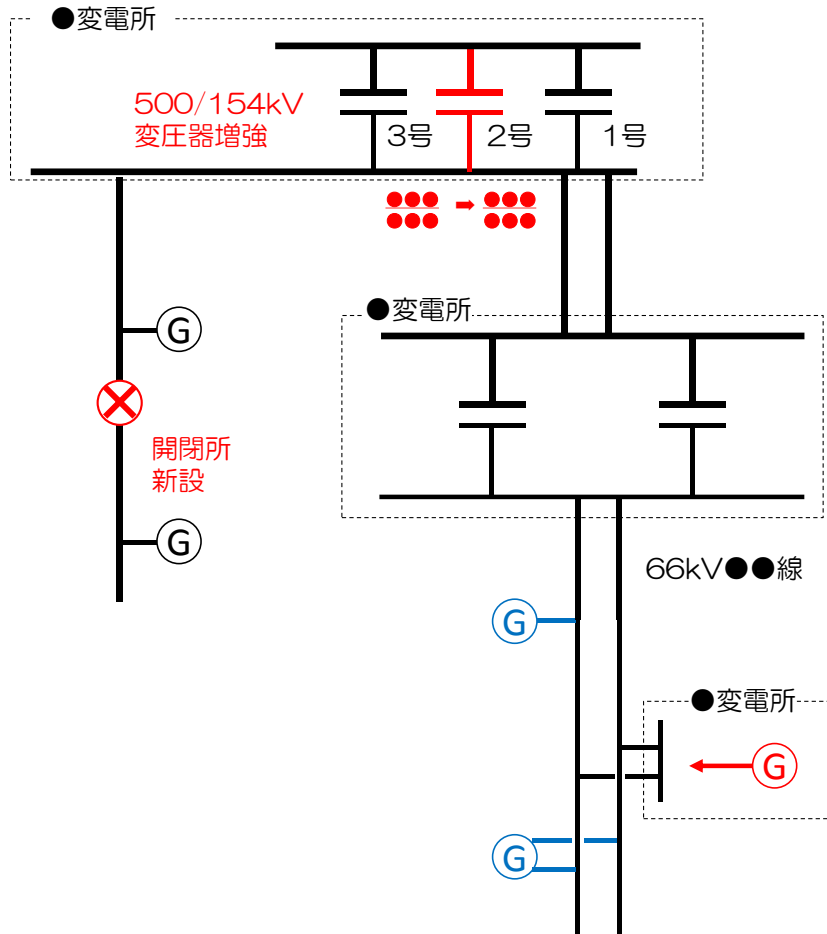 ●変電所
500/154kV
変圧器増強
3号
2号
1号
●●● ➡ ●●●
●●● ●●●
G
●変電所
開閉所
新設
G
66kV●●線
G
●変電所
G
G